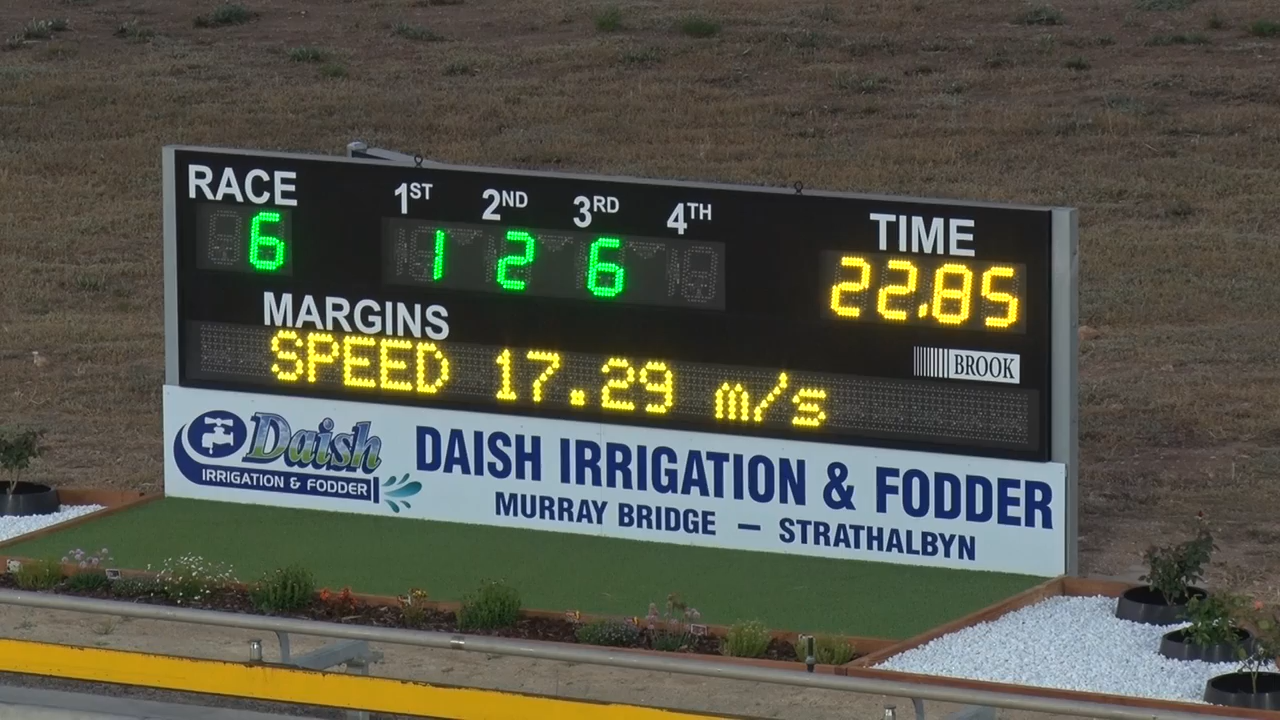 RACE 1ST 2ND 3RD 4TH TIME
6 1 2 6 22.85
MARGINS
BROOK
SPEED 17.29 m/s
Daish
IRRIGATION & FODDER
DAISH IRRIGATION & FODDER
MURRAY BRIDGE – STRATHALBYN